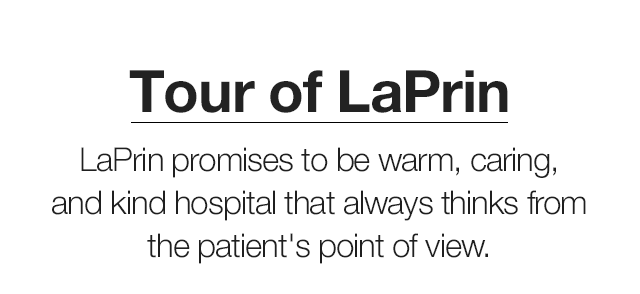 Tour of LaPrin
LaPrin promises to be warm, caring,
and kind hospital that always thinks from
the patient's point of view.